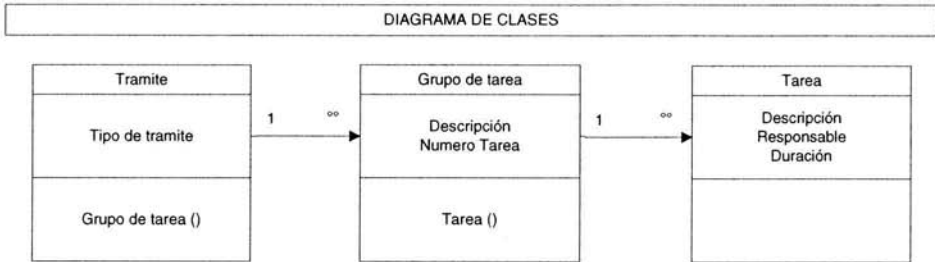 DIAGRAMA DE CLASES
Tramite
Tipo de tramite
Grupo de tarea ()
1 ∞
Grupo de tarea
Descripción
Numero Tarea
Tarea ()
1 ∞
Tarea
Descripción
Responsable
Duración